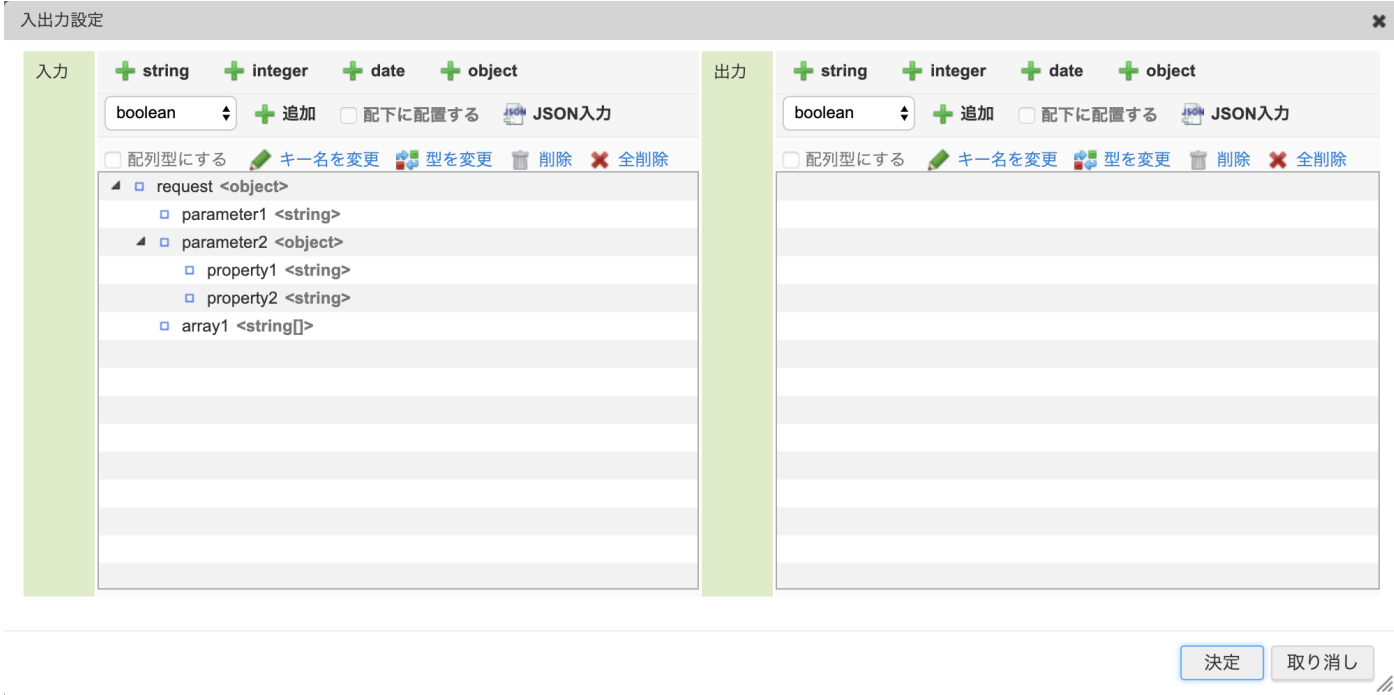 入出力設定
入力
string integer date object
boolean 追加 配下に配置する JSON JSON入力
配列型にする キー名を変更 型を変更 削除 全削除
request <object>
parameter1 <string>
parameter2 <object>
property1 <string>
property2 <string>
array1 <string[]>
出力
string integer date object
boolean 追加 配下に配置する JSON JSON入力
配列型にする キー名を変更 型を変更 削除 全削除
決定 取り消し